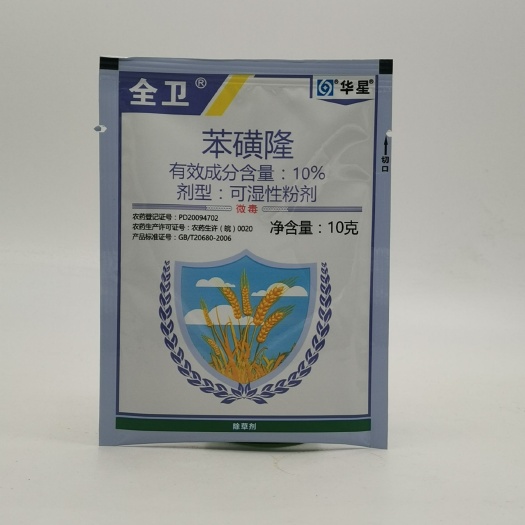 全卫®
华星®
切口
苯磺隆
有效成分含量：10%
剂型：可湿性粉剂
微毒
农药登记证号：PD20094702
农药生产许可证号：农药生许（皖）0020
产品标准证号：GB/T20680-2006
净含量：10克
除草剂